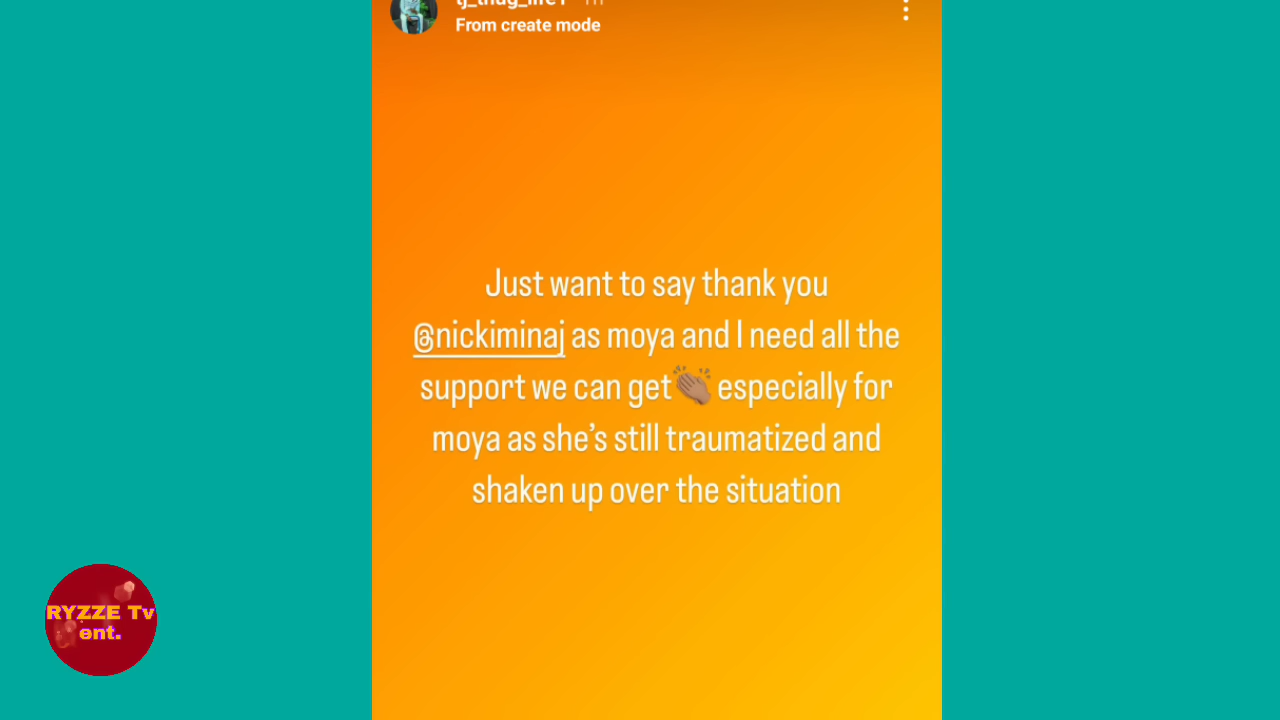 From create mode
Just want to say thank you
@nickiminaj as moya and I need all the
support we can get👏🏽 especially for
moya as she's still traumatized and
shaken up over the situation
RYZZE Tv
ent.